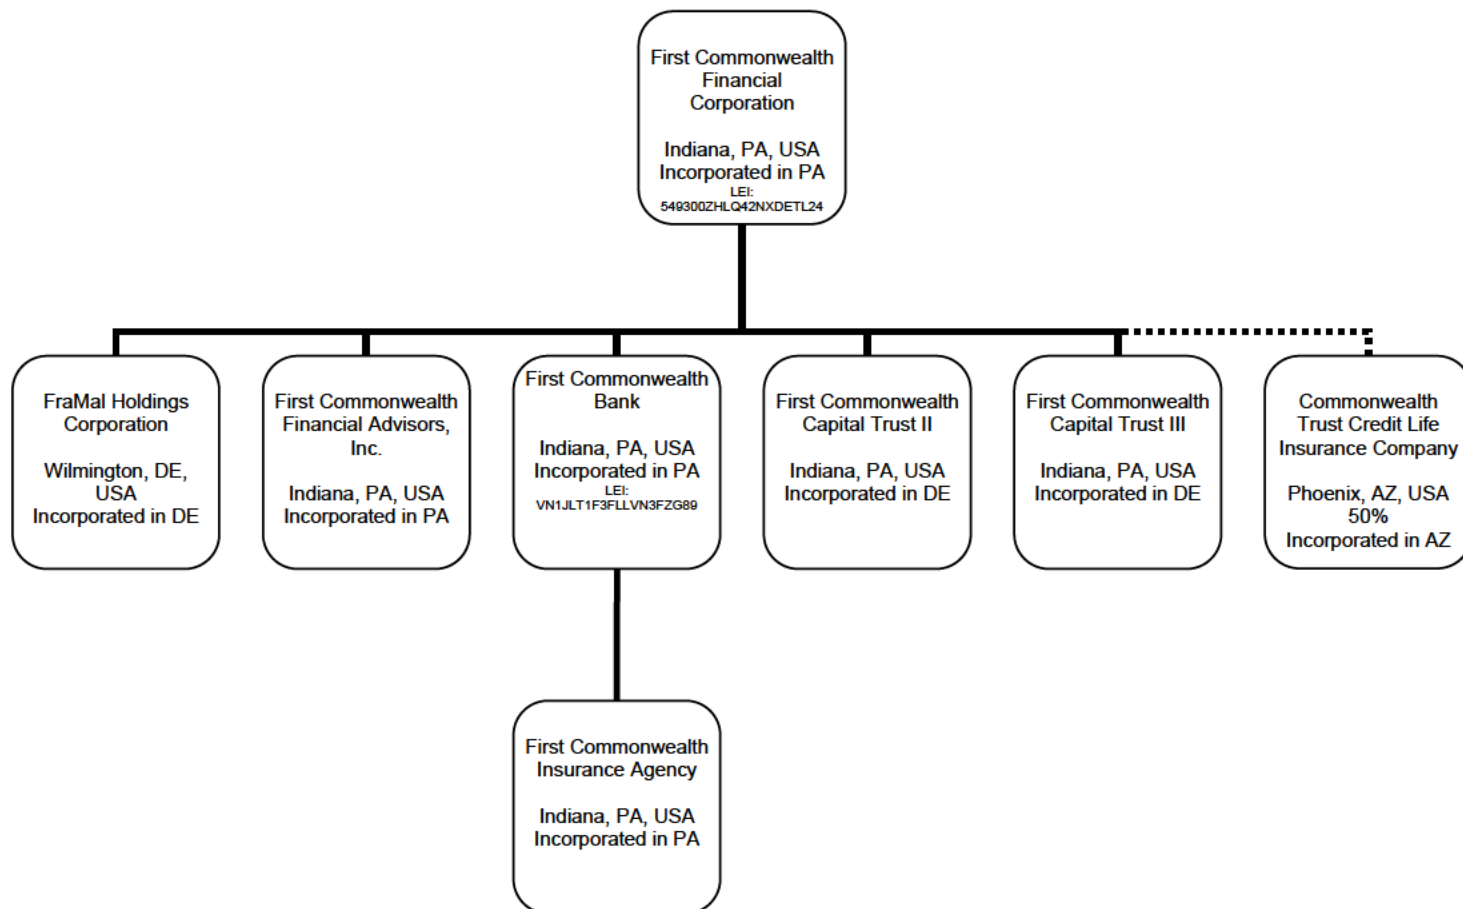 First Commonwealth
Financial
Corporation
Indiana, PA, USA
Incorporated in PA
LEI:
549300ZHLQ42NXDETL24
FraMal Holdings
Corporation
Wilmington, DE,
USA
Incorporated in DE
First Commonwealth
Financial Advisors,
Inc.
Indiana, PA, USA
Incorporated in PA
First Commonwealth
Bank
Indiana, PA, USA
Incorporated in PA
LEI:
VN1JLT1F3FLLVN3FZG89
First Commonwealth
Capital Trust II
Indiana, PA, USA
Incorporated in DE
First Commonwealth
Capital Trust III
Indiana, PA, USA
Incorporated in DE
Commonwealth
Trust Credit Life
Insurance Company
Phoenix, AZ, USA
50%
Incorporated in AZ
First Commonwealth
Insurance Agency
Indiana, PA, USA
Incorporated in PA